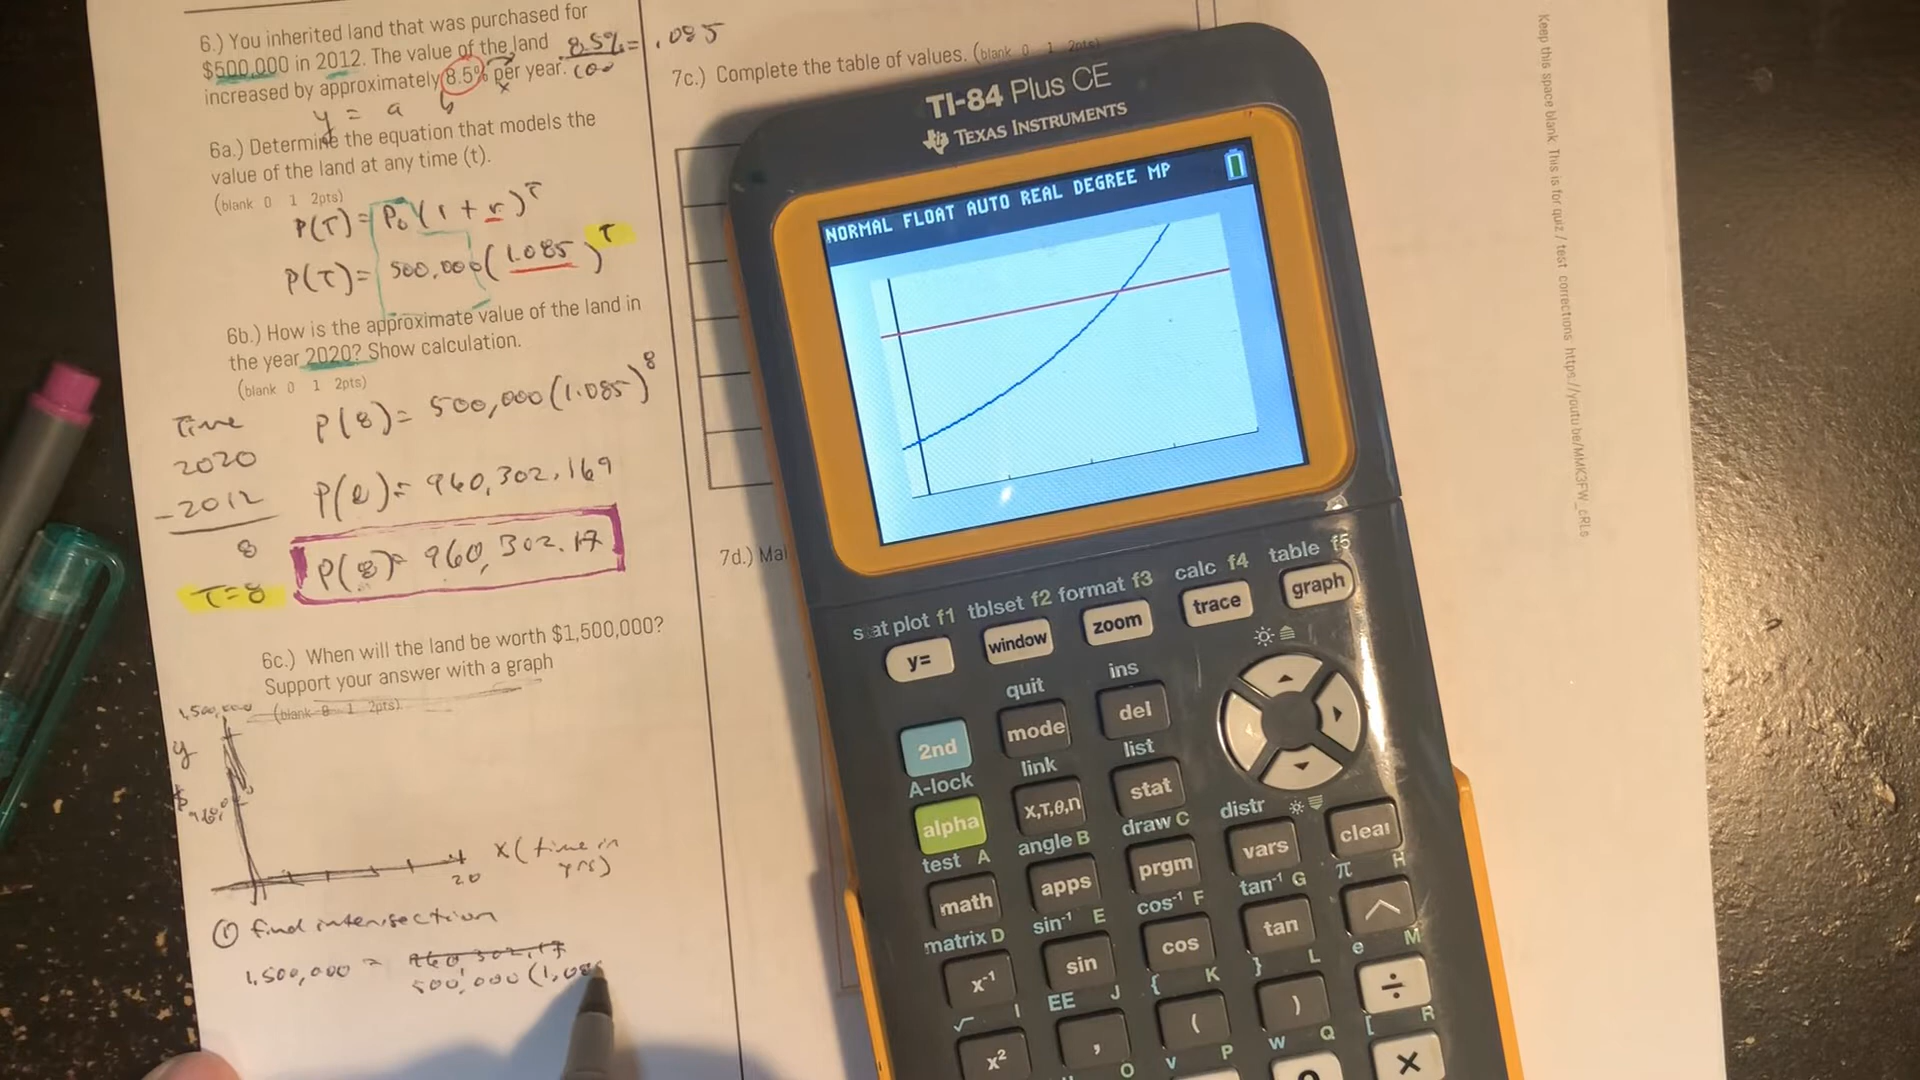 6.) You inherited land that was purchased for
$500,000 in 2012. The value of the land
increased by approximately 8.5% per year.
8.5% = .085
100
y = a b x
6a.) Determine the equation that models the
value of the land at any time (t).
(blank 0 1 2pts)
P(T) = P₀(1 + r)^T
P(T) = 500,000(1.085)^T
6b.) How is the approximate value of the land in
the year 2020? Show calculation.
(blank 0 1 2pts)
Time
2020
-2012
8
T=8
P(8) = 500,000(1.085)^8
P(8) = 960,302.169
P(8) = 960,302.17
6c.) When will the land be worth $1,500,000?
Support your answer with a graph
(blank 0 1 2pts)
1,500,000
y
$
20
x (time in
yrs)
① find intersection
1,500,000 = 960,302.17
500,000(1.08
7c.) Complete the table of values. (blank 0 1 2pts)
7d.) Ma
Keep this space blank. This is for quiz / test corrections https://youtu.be/MMK3FW_cRLs
TI-84 Plus CE
TEXAS INSTRUMENTS
NORMAL FLOAT AUTO REAL DEGREE MP
stat plot f1 tblset f2 format f3 calc f4 table f5
y= window zoom trace graph
quit ins
2nd mode del
A-lock link list
alpha X,T,θ,n stat
test A angle B draw C distr
math apps prgm vars clear
matrix D sin⁻¹ E cos⁻¹ F tan⁻¹ G π H
x⁻¹ sin cos tan ^
√ I EE J { K } L e M
x² , ( ) ÷
O v P w Q [ R
×